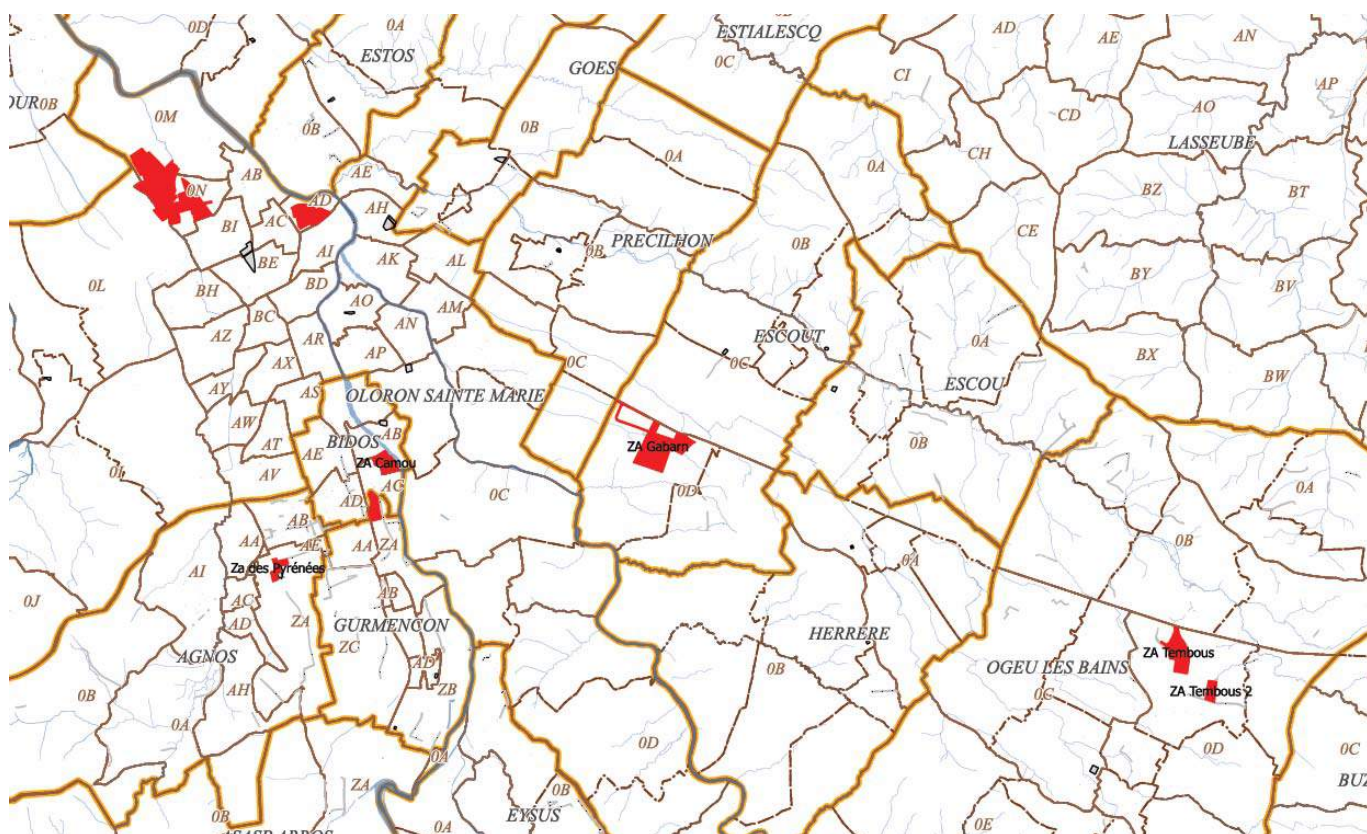 0D
0A
ESTIALESCQ
0C
AD
AE
AN
ESTOS
GOES
CI
AP
OUR
0B
0M
0B
0B
CD
AO
LASSEUBE
AB
AE
0A
0A
CH
BZ
BT
0N
AD
AH
BI
AC
PRECILHON
0B
0B
CE
BE
AI
AK
AL
0L
BH
BD
AO
AM
BY
BV
AZ
BC
AR
AN
ESCOUT
0A
AX
AP
0C
0C
BX
BW
AY
AS
OLORON SAINTE MARIE
ESCOU
AW
AT
AE
BIDOS
AB
ZA Gabarn
0B
ZA Camou
AV
AC
0I
AD
0C
0D
0A
AB
AA
AE
AA
ZA
0B
AI
Za des Pyrénées
0A
0J
AC
AB
AD
ZA
ZC
GURMENCON
HERRERE
AGNOS
AD
0B
OGEU LES BAINS
ZA Tembous
0B
AH
ZB
0C
ZA Tembous 2
0A
0A
0D
0D
0C
ZA
0B
BUZ
0B
EYSUS
0A
0E
ASASP ARROS